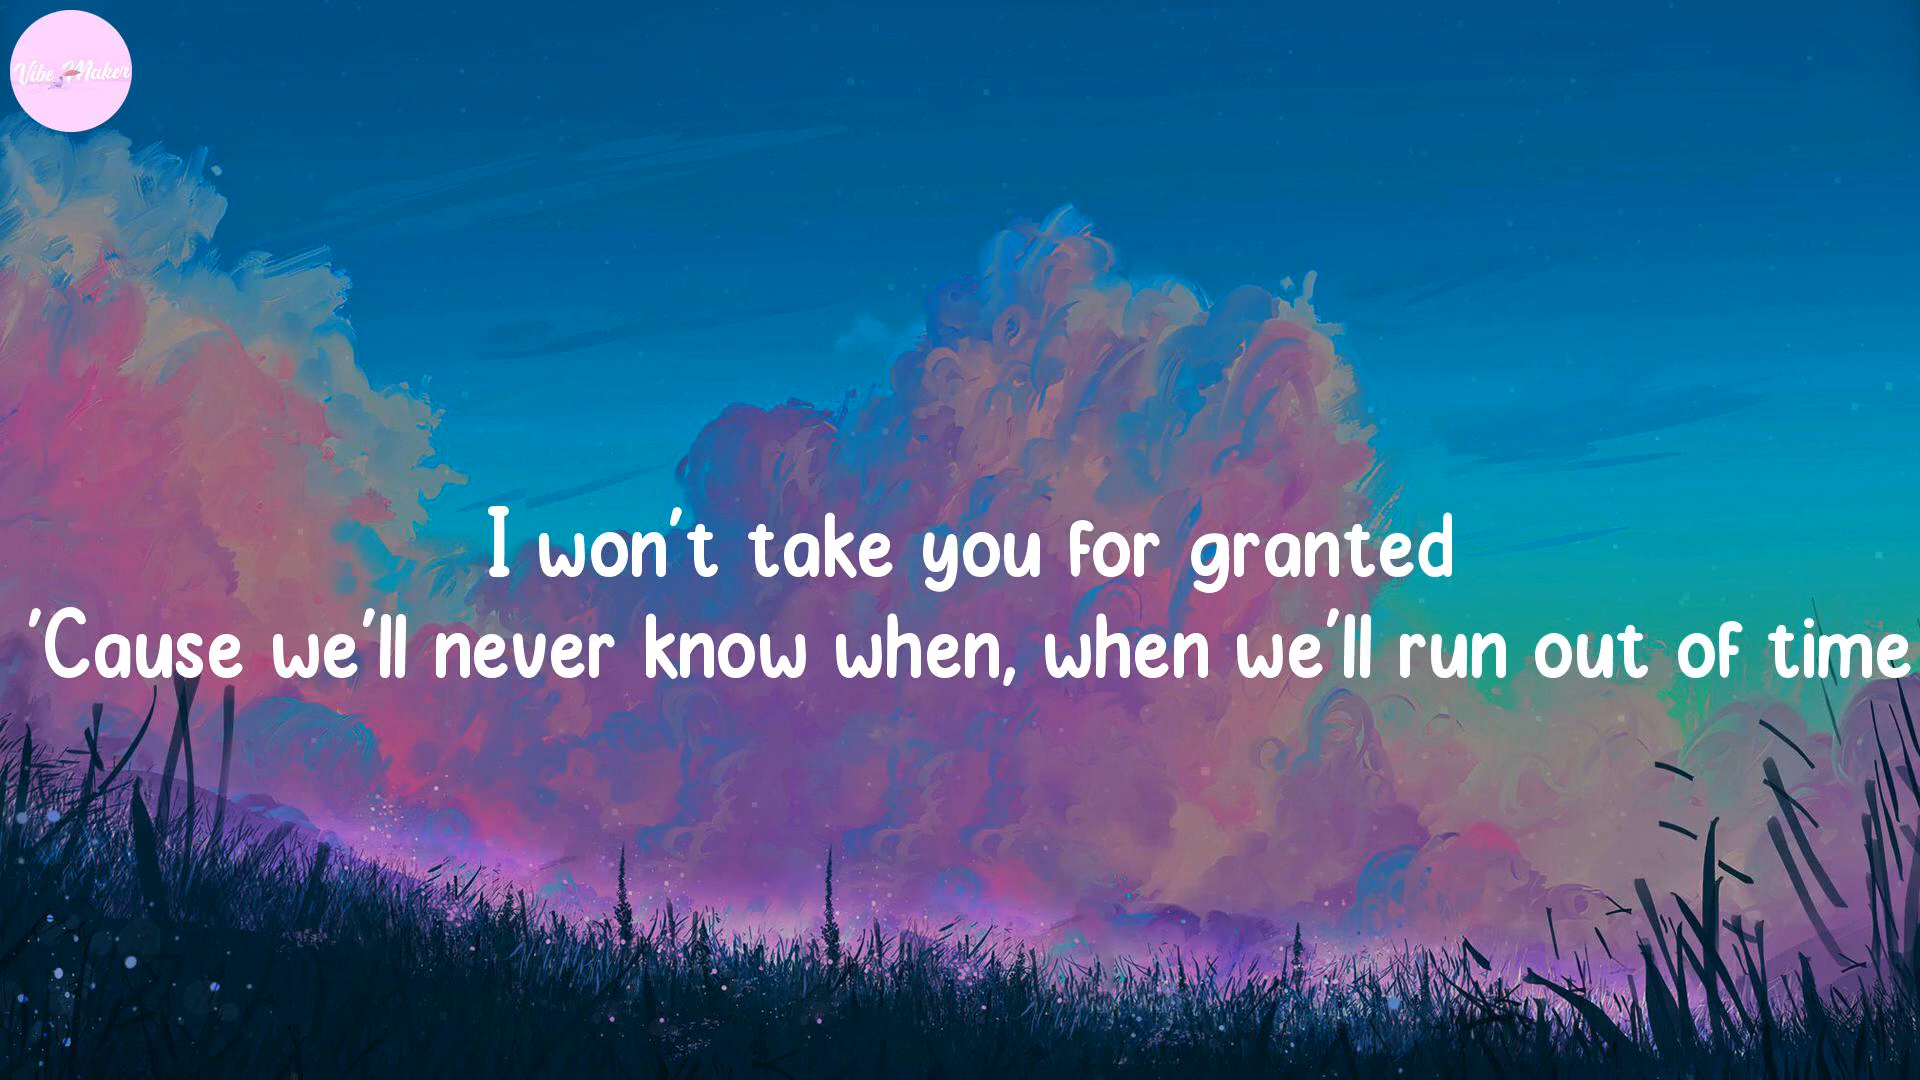 Vibe Maker
I won't take you for granted
'Cause we'll never know when, when we'll run out of time